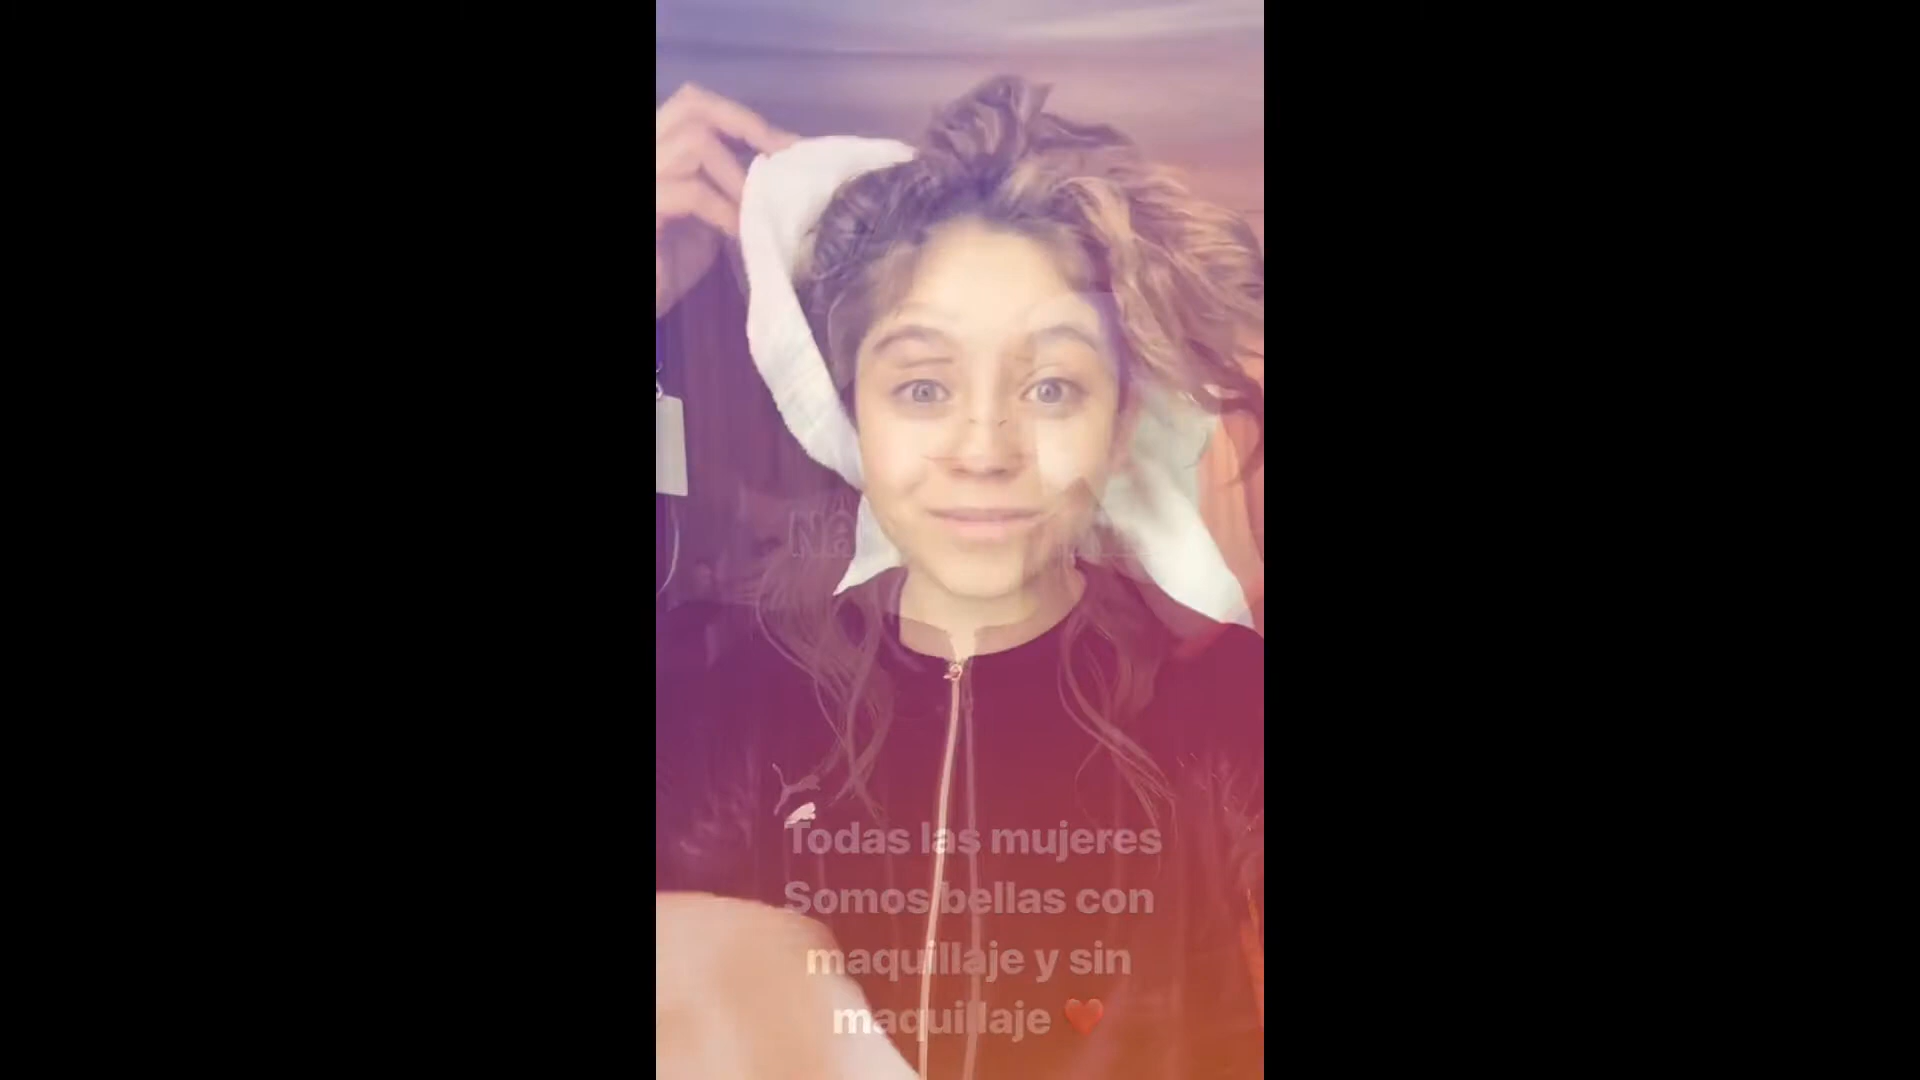 Todas las mujeres
Somos bellas con
maquillaje y sin
maquillaje ❤️